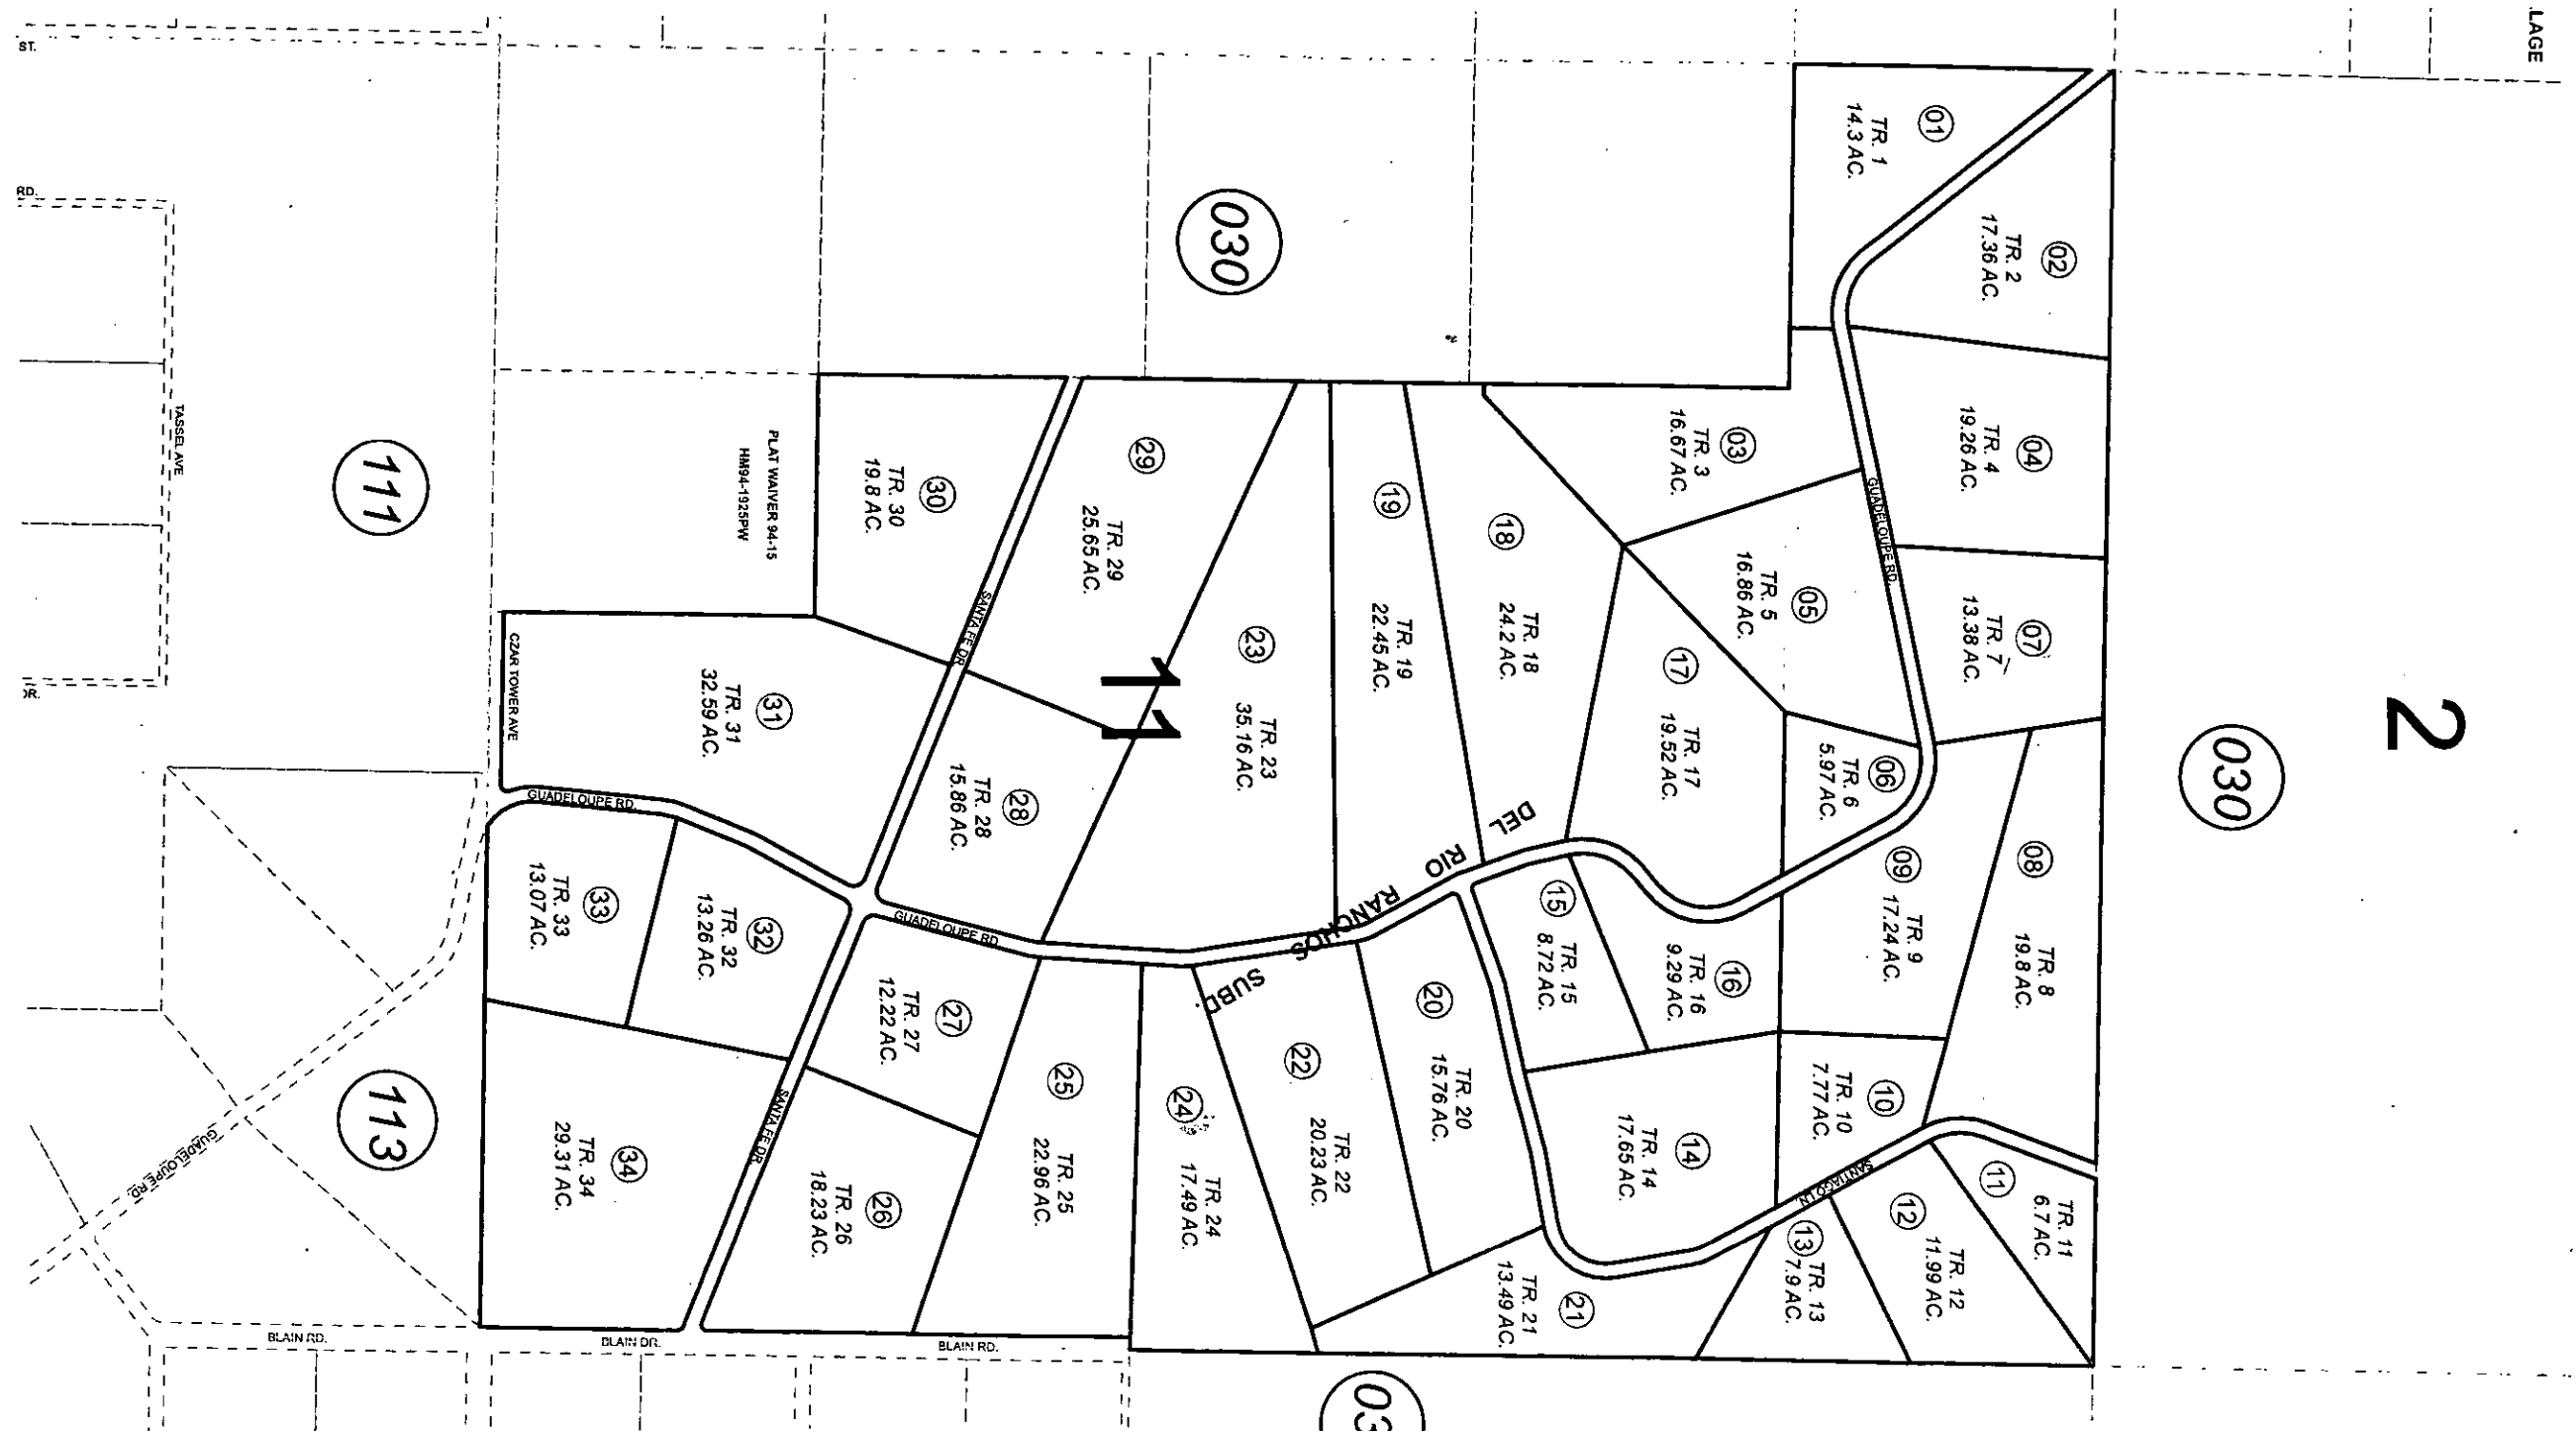 LAGE
ST.
RD.
TASSEL AVE
DR.
2
030
030
03
111
113
11
01
TR. 1
14.3 AC.
02
TR. 2
17.36 AC.
03
TR. 3
16.67 AC.
04
TR. 4
19.26 AC.
05
TR. 5
16.86 AC.
06
TR. 6
5.97 AC.
07
TR. 7
13.38 AC.
08
TR. 8
19.8 AC.
09
TR. 9
17.24 AC.
10
TR. 10
7.77 AC.
11
TR. 11
6.7 AC.
12
TR. 12
11.99 AC.
13
TR. 13
7.9 AC.
14
TR. 14
17.65 AC.
15
TR. 15
8.72 AC.
16
TR. 16
9.29 AC.
17
TR. 17
19.52 AC.
18
TR. 18
24.2 AC.
19
TR. 19
22.45 AC.
20
TR. 20
15.76 AC.
21
TR. 21
13.49 AC.
22
TR. 22
20.23 AC.
23
TR. 23
35.16 AC.
24
TR. 24
17.49 AC.
25
TR. 25
22.96 AC.
26
TR. 26
18.23 AC.
27
TR. 27
12.22 AC.
28
TR. 28
15.86 AC.
29
TR. 29
25.65 AC.
30
TR. 30
19.8 AC.
31
TR. 31
32.59 AC.
32
TR. 32
13.26 AC.
33
TR. 33
13.07 AC.
34
TR. 34
29.31 AC.
PLAT WAIVER 94-15
HM94-1925PW
CZAR TOWER AVE
GUADELOUPE RD.
GUADELOUPE RD.
GUADELOUPE RD.
GUADELOUPE RD.
SANTA FE DR.
SANTA FE DR.
SANTIAGO LN.
RANCHOS DEL RIO SUBD.
BLAIN RD.
BLAIN DR.
BLAIN RD.